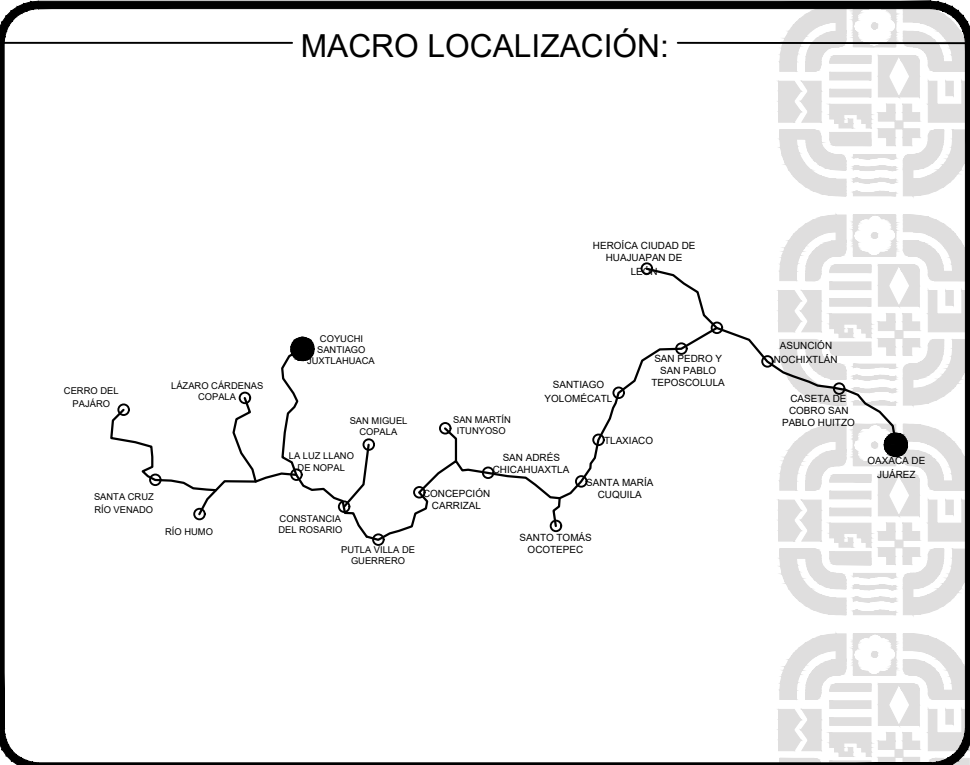 MACRO LOCALIZACIÓN:
HEROÍCA CIUDAD DE
HUAJUAPAN DE
LEÓN
COYUCHI
SANTIAGO
JUXTLAHUACA
ASUNCIÓN
NOCHIXTLÁN
SAN PEDRO Y
SAN PABLO
TEPOSCOLULA
CERRO DEL
PAJÁRO
LÁZARO CÁRDENAS
COPALA
SANTIAGO
YOLOMÉCATL
CASETA DE
COBRO SAN
PABLO HUITZO
SAN MIGUEL
COPALA
SAN MARTÍN
ITUNYOSO
TLAXIACO
LA LUZ LLANO
DE NOPAL
SAN ADRÉS
CHICAHUAXTLA
OAXACA DE
JUÁREZ
SANTA CRUZ
RÍO VENADO
CONCEPCIÓN
CARRIZAL
SANTA MARÍA
CUQUILA
RÍO HUMO
CONSTANCIA
DEL ROSARIO
SANTO TOMÁS
OCOTEPEC
PUTLA VILLA DE
GUERRERO